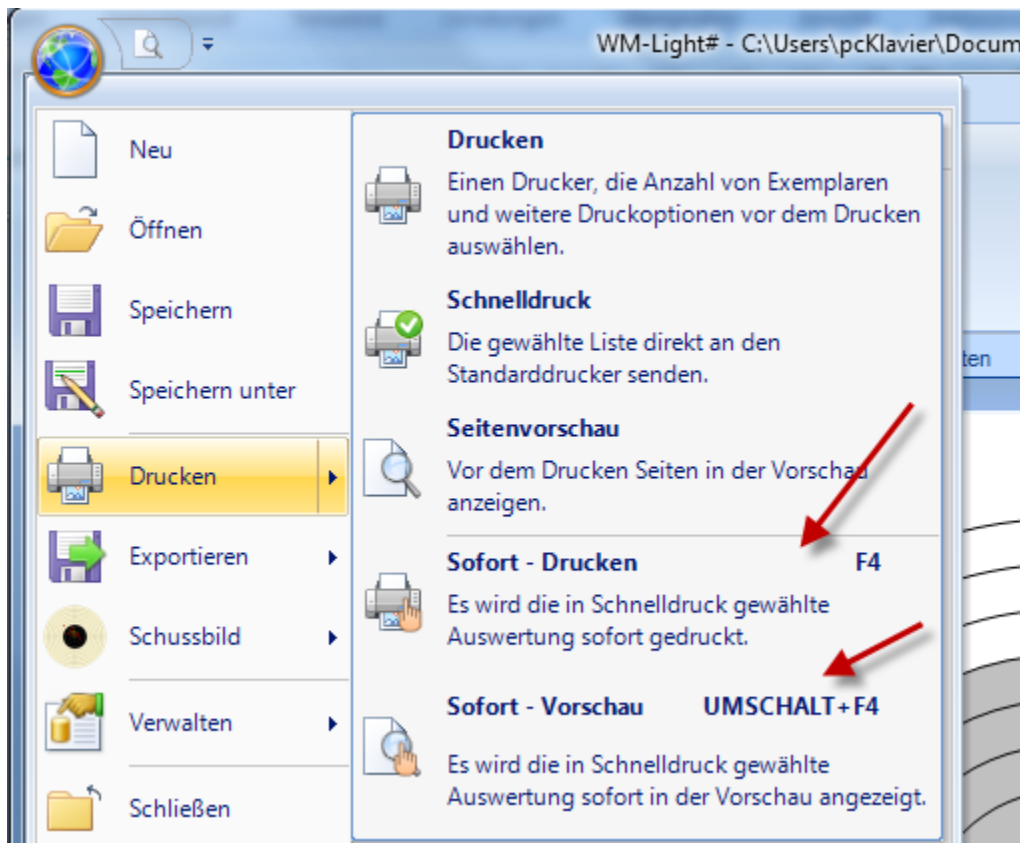 WM-Light# - C:\Users\pcKlavier\Docum
Neu
Öffnen
Speichern
Speichern unter
Drucken
Exportieren
Schussbild
Verwalten
Schließen
Drucken
Einen Drucker, die Anzahl von Exemplaren
und weitere Druckoptionen vor dem Drucken
auswählen.
Schnelldruck
Die gewählte Liste direkt an den
Standarddrucker senden.
Seitenvorschau
Vor dem Drucken Seiten in der Vorschau
anzeigen.
Sofort - Drucken F4
Es wird die in Schnelldruck gewählte
Auswertung sofort gedruckt.
Sofort - Vorschau UMSCHALT+F4
Es wird die in Schnelldruck gewählte
Auswertung sofort in der Vorschau angezeigt.
ten